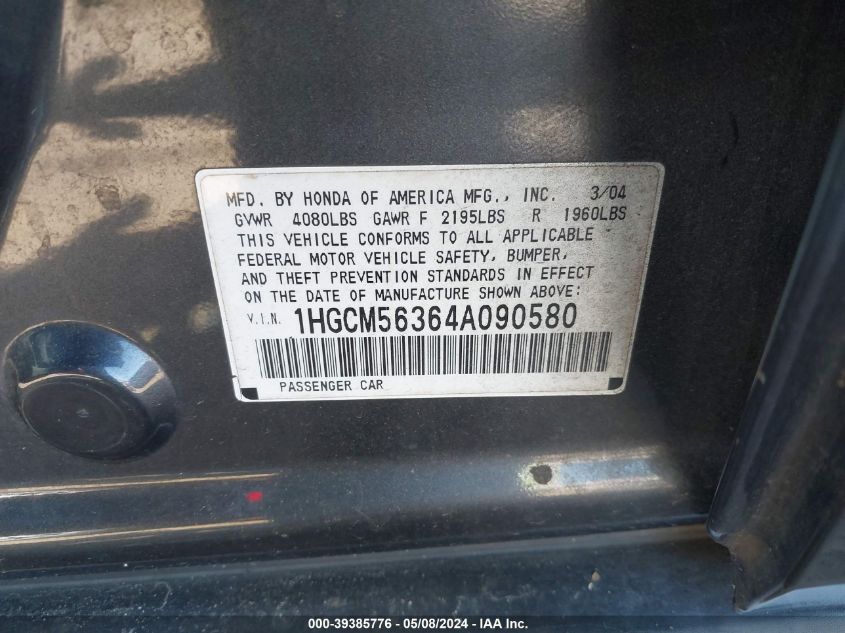 MFD. BY HONDA OF AMERICA MFG., INC. 3/04
GVWR 4080LBS GAWR F 2195LBS R 1960LBS
THIS VEHICLE CONFORMS TO ALL APPLICABLE
FEDERAL MOTOR VEHICLE SAFETY, BUMPER,
AND THEFT PREVENTION STANDARDS IN EFFECT
ON THE DATE OF MANUFACTURE SHOWN ABOVE:
V.I.N. 1HGCM56364A090580
PASSENGER CAR
000-39385776 - 05/08/2024 - IAA Inc.